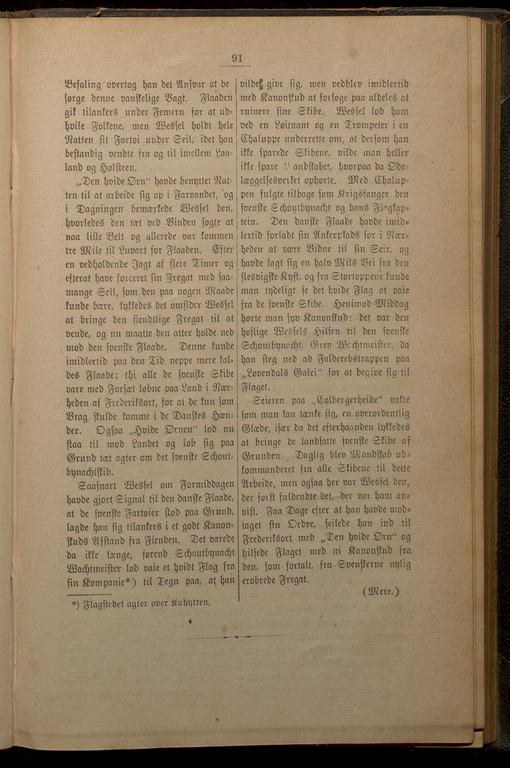 91
Befaling overtog han det Ansvar at be
sørge denne vanskelige Vagt. Flaaden
gik tilankers under Femern for at ud-
hvile Folkene, men Wessel holdt hele
Natten sit Fartøi under Seil, idet han
bestandig vendte fra og til imellem Laa-
land og Holsteen.
„Den hvide Ørn“ havde benyttet Nat-
ten til at arbeide sig op i Farvandet, og
i Dagningen bemærkede Wessel den,
hvorledes den tæt ved Vinden søgte at
naa lille Belt og allerede var kommen
tre Mile til Luvart for Flaaden. Efter
en vedholdende Jagt af flere Timer og
efterat have forceret sin Fregat med saa-
mange Seil, som den paa nogen Maade
kunde bære, lykkedes det omsider Wessel
at bringe den fiendtlige Fregat til at
vende, og nu maatte den atter holde ned
mod den svenske Flaade. Denne kunde
imidlertid paa den Tid neppe mere kal-
des Flaade; thi alle de svenske Skibe
vare med Forsæt løbne paa Land i Nær-
heden af Frederiksort, for at de kun som
Vrag skulde komme i de Danskes Hæn-
der. Ogsaa „Hvide Ørnen“ lod nu
staa til mod Landet og løb sig paa
Grund tæt agter om det svenske Schout-
bynachtskib.
Saasnart Wessel om Formiddagen
havde gjort Signal til den danske Flaade,
at de svenske Fartøier stod paa Grund,
lagde han sig tilankers i et godt Kanon-
skuds Afstand fra Fienden. Det varede
da ikke længe, førend Schoutbynacht
Wachtmeister lod vaie et hvidt Flag fra
sin Kompanie*) til Tegn paa, at han
*) Flagstedet agter over Kahytten.
vilde give sig, men vedblev imidlertid
med Kanonskud at forsøge paa aldeles at
ruinere sine Skibe. Wessel lod ham
ved en Løitnant og en Trompeter i en
Chaluppe underrette om, at dersom han
ikke sparede Skibene, vilde man heller
ikke spare Mandskabet, hvorpaa da Øde-
læggelsesverket ophørte. Med Chalup-
pen fulgte tilbage som Krigsfanger den
svenske Schoutbynacht og hans Flagkap-
tein. Den danske Flaade havde imid-
lertid forladt sin Ankerplads for i Nær-
heden at være Vidne til sin Seir, og
havde lagt sig en halv Mils Vei fra den
slesvigske Kyst, og fra Stortoppene kunde
man tydeligt se det hvide Flag at vaie
fra de svenske Skibe. Henimod Middag
hørte man syv Kanonskud: det var den
høflige Wessels Hilsen til den svenske
Schoutbynacht, Grev Wachtmeister, da
han steg ned ad Falderebstrappen paa
„Løvendals Galei“ for at begive sig til
Flaget.
Seieren paa „Colbergerheide“ vakte
som man kan tænke sig, en overordentlig
Glæde, især da det efterhaanden lykkedes
at bringe de landsatte svenske Skibe af
Grunden. Daglig blev Mandskab ud-
kommanderet fra alle Skibene til dette
Arbeide, men ogsaa her var Wessel den,
der først fuldendte det, der var ham an-
vist. Faa Dage efter at han havde mod-
taget sin Ordre, seilede han ind til
Frederiksort med „Den hvide Ørn“ og
hilsede Flaget med ni Kanonskud fra
den, som fortalt, fra Svenskerne nylig
erobrede Fregat.
(Mere.)